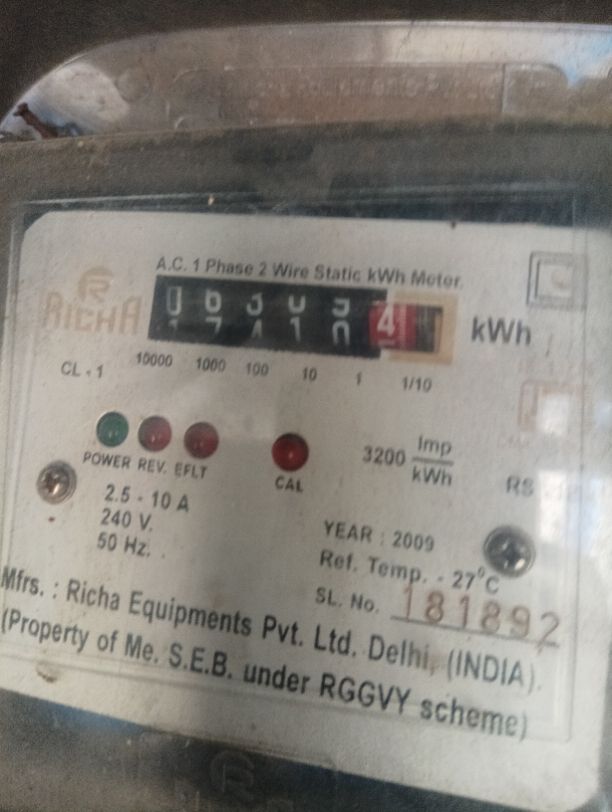 A.C. 1 Phase 2 Wire Static kWh Meter.
RICHA
4
kWh
CL - 1
10000 1000 100 10 1 1/10
3200 Imp
kWh
POWER REV. EFLT
CAL
RS
2.5 - 10 A
240 V.
50 Hz.
YEAR : 2009
Ref. Temp. - 27°C
SL. No. 181892
Mfrs. : Richa Equipments Pvt. Ltd. Delhi, (INDIA).
(Property of Me. S.E.B. under RGGVY scheme)